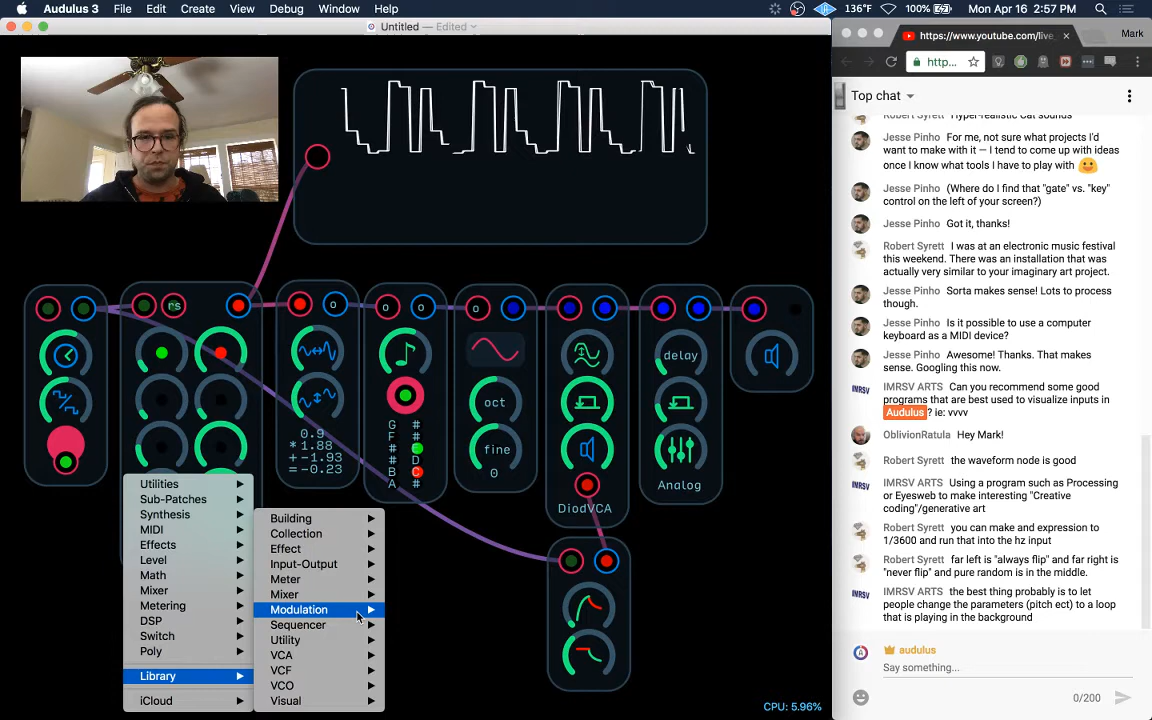 Audulus 3 File Edit Create View Debug Window Help
136°F 100% Mon Apr 16 2:57 PM
Untitled — Edited
https://www.youtube.com/live_
Mark
http...
Top chat
Robert Syrett Hyper-realistic Cat sounds
Jesse Pinho For me, not sure what projects I'd
want to make with it — I tend to come up with ideas
once I know what tools I have to play with
Jesse Pinho (Where do I find that "gate" vs. "key"
control on the left of your screen?)
Jesse Pinho Got it, thanks!
Robert Syrett I was at an electronic music festival
this weekend. There was an installation that was
actually very similar to your imaginary art project.
Jesse Pinho Sorta makes sense! Lots to process
though.
Jesse Pinho Is it possible to use a computer
keyboard as a MIDI device?
Jesse Pinho Awesome! Thanks. That makes
sense. Googling this now.
IMRSV ARTS Can you recommend some good
programs that are best used to visualize inputs in
Audulus ? ie: vvvv
OblivionRatula Hey Mark!
Robert Syrett the waveform node is good
IMRSV ARTS Using a program such as Processing
or Eyesweb to make interesting "Creative
coding"/generative art
Robert Syrett you can make and expression to
1/3600 and run that into the hz input
Robert Syrett far left is "always flip" and far right is
"never flip" and pure random is in the middle.
IMRSV ARTS the best thing probably is to let
people change the parameters (pitch ect) to a loop
that is playing in the background
audulus
Say something...
0/200
rs
o
o
o
o
0.9
*1.88
+-1.93
=-0.23
G #
F
# D
# C
B #
A
oct
fine
0
DiodVCA
delay
Analog
Utilities
Sub-Patches
Synthesis
MIDI
Effects
Level
Math
Mixer
Metering
DSP
Switch
Poly
Library
iCloud
Building
Collection
Effect
Input-Output
Meter
Mixer
Modulation
Sequencer
Utility
VCA
VCF
VCO
Visual
CPU: 5.96%